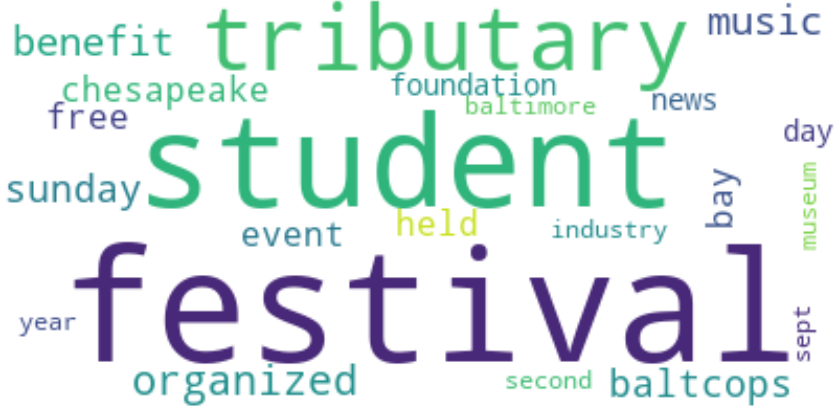 tributary
music
benefit
chesapeake
foundation
baltimore
news
free
student
day
sunday
bay
museum
held
event
industry
festival
year
sept
organized
second
baltcops